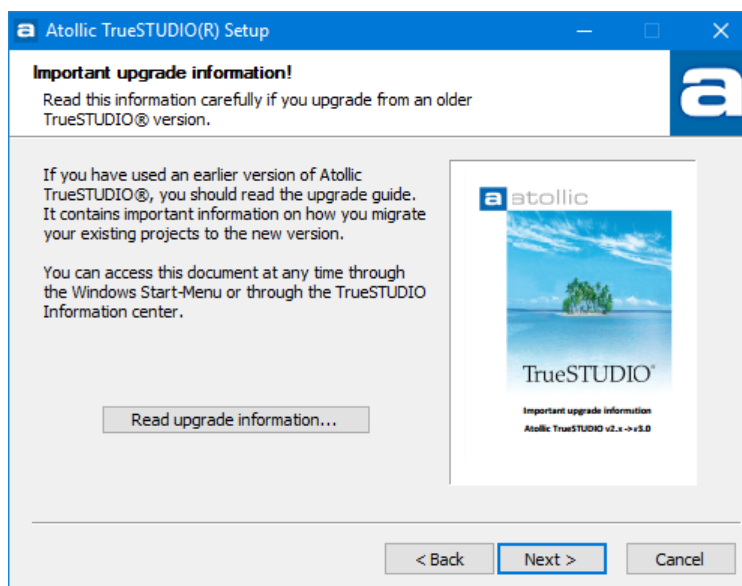 a Atollic TrueSTUDIO(R) Setup
Important upgrade information!
Read this information carefully if you upgrade from an older
TrueSTUDIO® version.
a
If you have used an earlier version of Atollic
TrueSTUDIO®, you should read the upgrade guide.
It contains important information on how you migrate
your existing projects to the new version.
You can access this document at any time through
the Windows Start-Menu or through the TrueSTUDIO
Information center.
Read upgrade information...
a atollic
TrueSTUDIO®
Important upgrade information
Atollic TrueSTUDIO v2.x -> v3.0
< Back
Next >
Cancel